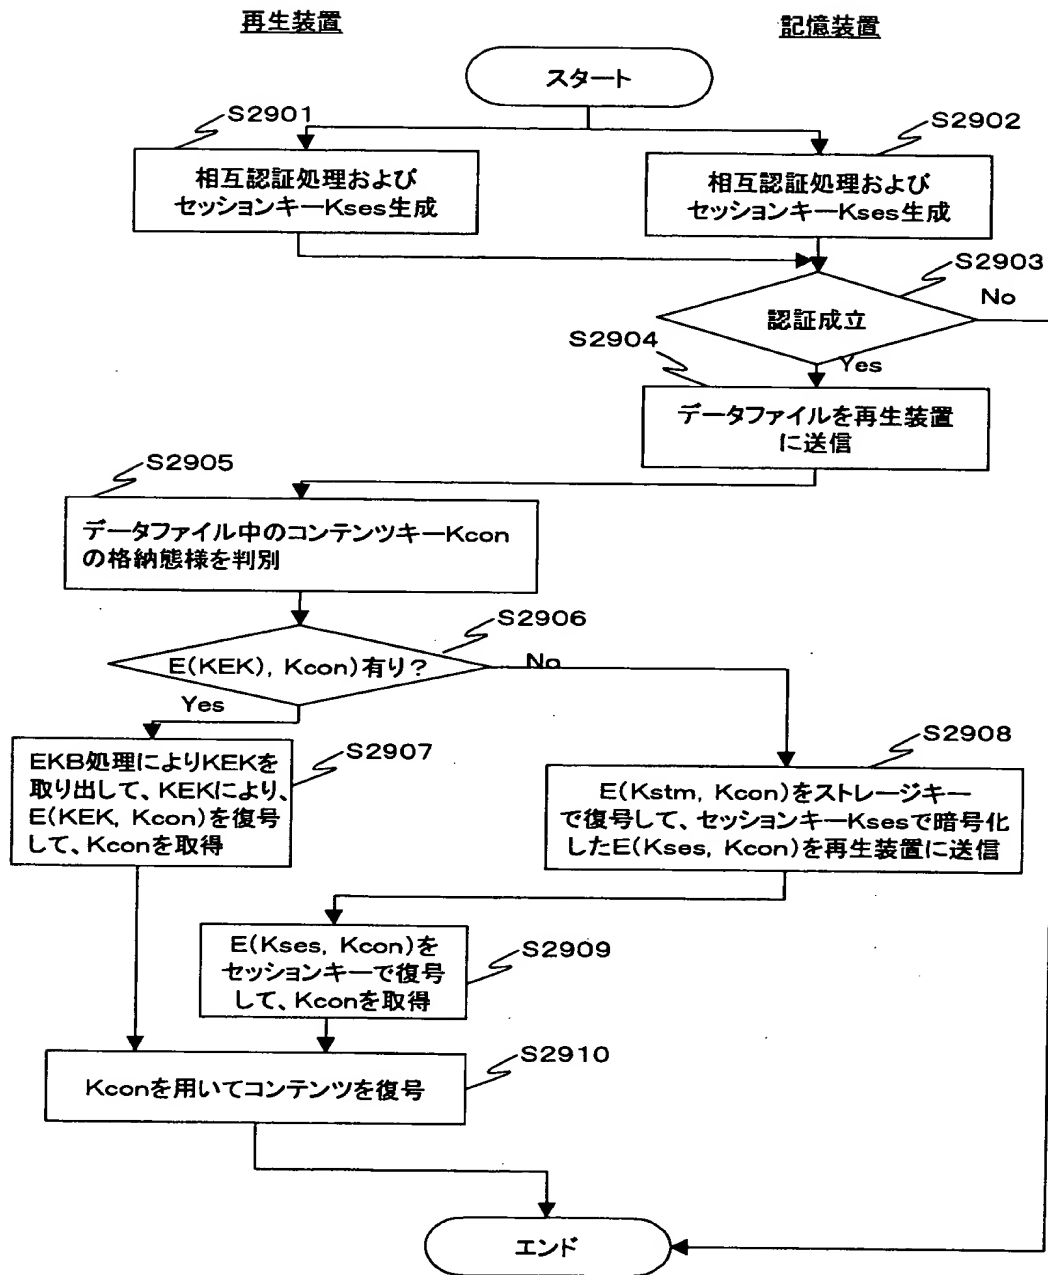 再生装置
記憶装置
スタート
S2901
S2902
相互認証処理および
セッションキーKses生成
相互認証処理および
セッションキーKses生成
S2903
認証成立
No
S2904
Yes
データファイルを再生装置
に送信
S2905
データファイル中のコンテンツキーKcon
の格納態様を判別
S2906
E(KEK), Kcon)有り?
No
Yes
S2907
EKB処理によりKEKを
取り出して、KEKにより、
E(KEK, Kcon)を復号
して、Kconを取得
S2908
E(Kstm, Kcon)をストレージキー
で復号して、セッションキーKsesで暗号化
したE(Kses, Kcon)を再生装置に送信
E(Kses, Kcon)を
セッションキーで復号
して、Kconを取得
S2909
S2910
Kconを用いてコンテンツを復号
エンド